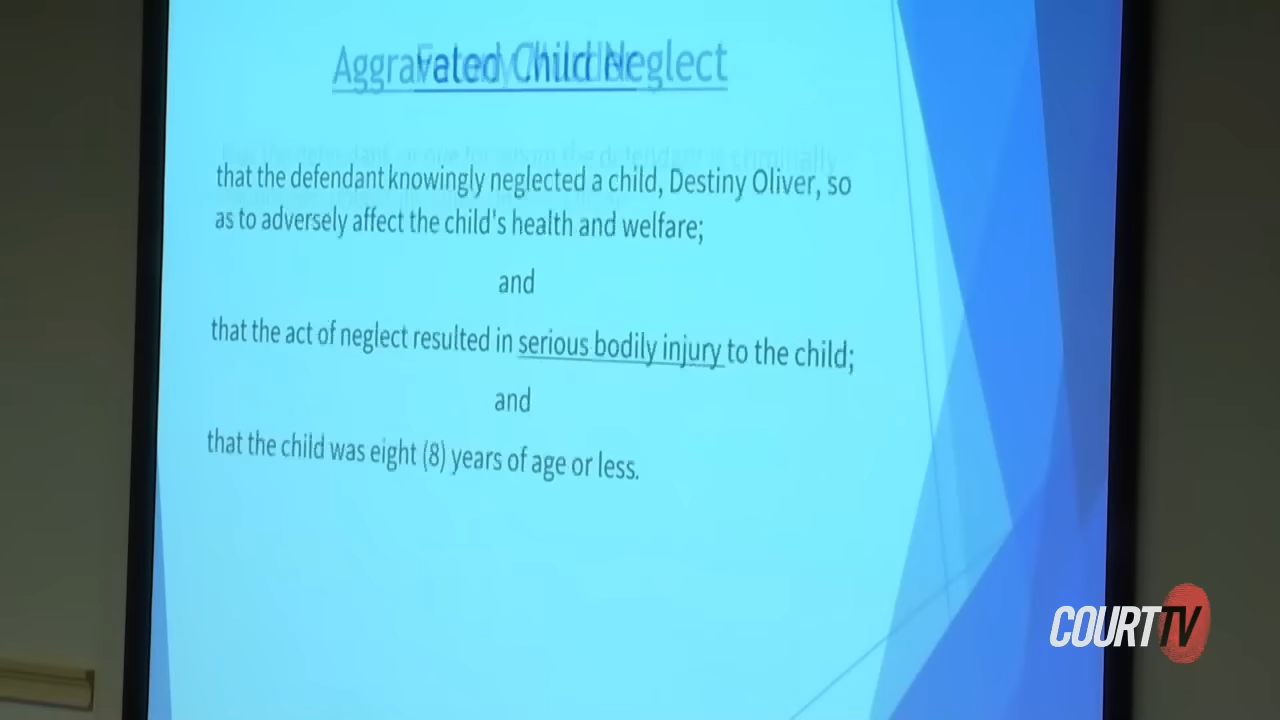 Aggravated Child Neglect
that the defendant knowingly neglected a child, Destiny Oliver, so
as to adversely affect the child's health and welfare;
and
that the act of neglect resulted in serious bodily injury to the child;
and
that the child was eight (8) years of age or less.
COURT TV